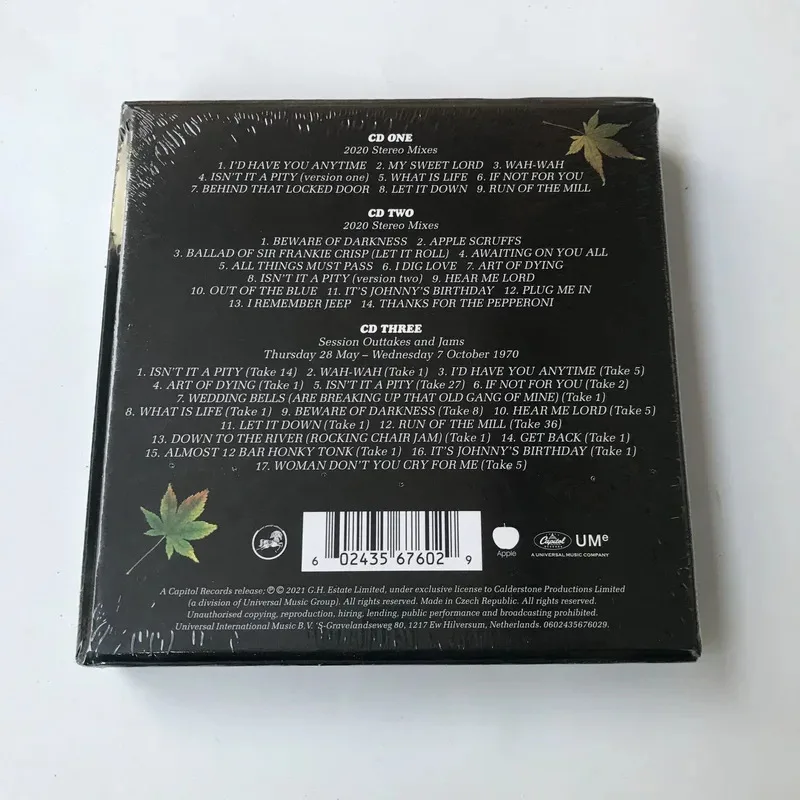 CD ONE
2020 Stereo Mixes
1. I'D HAVE YOU ANYTIME 2. MY SWEET LORD 3. WAH-WAH
4. ISN'T IT A PITY (version one) 5. WHAT IS LIFE 6. IF NOT FOR YOU
7. BEHIND THAT LOCKED DOOR 8. LET IT DOWN 9. RUN OF THE MILL
CD TWO
2020 Stereo Mixes
1. BEWARE OF DARKNESS 2. APPLE SCRUFFS
3. BALLAD OF SIR FRANKIE CRISP (LET IT ROLL) 4. AWAITING ON YOU ALL
5. ALL THINGS MUST PASS 6. I DIG LOVE 7. ART OF DYING
8. ISN'T IT A PITY (version two) 9. HEAR ME LORD
10. OUT OF THE BLUE 11. IT'S JOHNNY'S BIRTHDAY 12. PLUG ME IN
13. I REMEMBER JEEP 14. THANKS FOR THE PEPPERONI
CD THREE
Session Outtakes and Jams
Thursday 28 May – Wednesday 7 October 1970
1. ISN'T IT A PITY (Take 14) 2. WAH-WAH (Take 1) 3. I'D HAVE YOU ANYTIME (Take 5)
4. ART OF DYING (Take 1) 5. ISN'T IT A PITY (Take 27) 6. IF NOT FOR YOU (Take 2)
7. WEDDING BELLS (ARE BREAKING UP THAT OLD GANG OF MINE) (Take 1)
8. WHAT IS LIFE (Take 1) 9. BEWARE OF DARKNESS (Take 8) 10. HEAR ME LORD (Take 5)
11. LET IT DOWN (Take 1) 12. RUN OF THE MILL (Take 36)
13. DOWN TO THE RIVER (ROCKING CHAIR JAM) (Take 1) 14. GET BACK (Take 1)
15. ALMOST 12 BAR HONKY TONK (Take 1) 16. IT'S JOHNNY'S BIRTHDAY (Take 1)
17. WOMAN DON'T YOU CRY FOR ME (Take 5)
6 02435 67602 9
Apple
Capitol
RECORDS
UMe
A UNIVERSAL MUSIC COMPANY
A Capitol Records release; ℗ © 2021 G.H. Estate Limited, under exclusive license to Calderstone Productions Limited
(a division of Universal Music Group). All rights reserved. Made in Czech Republic. All rights reserved.
Unauthorised copying, reproduction, hiring, lending, public performance and broadcasting prohibited.
Universal International Music B.V. 'S-Gravelandseweg 80, 1217 Ew Hilversum, Netherlands. 0602435676029.